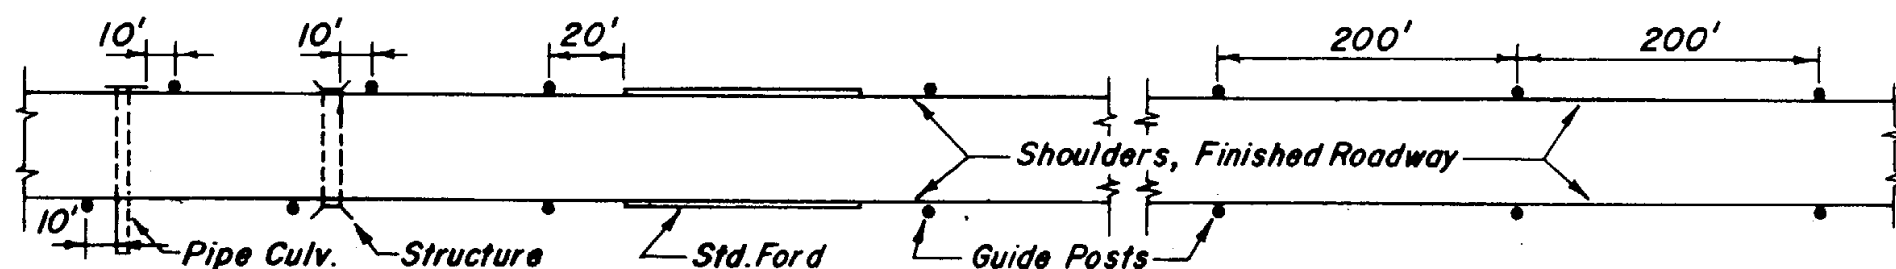 10'
10'
20'
200'
200'
Shoulders, Finished Roadway
10'
Pipe Culv.
Structure
Std. Ford
Guide Posts